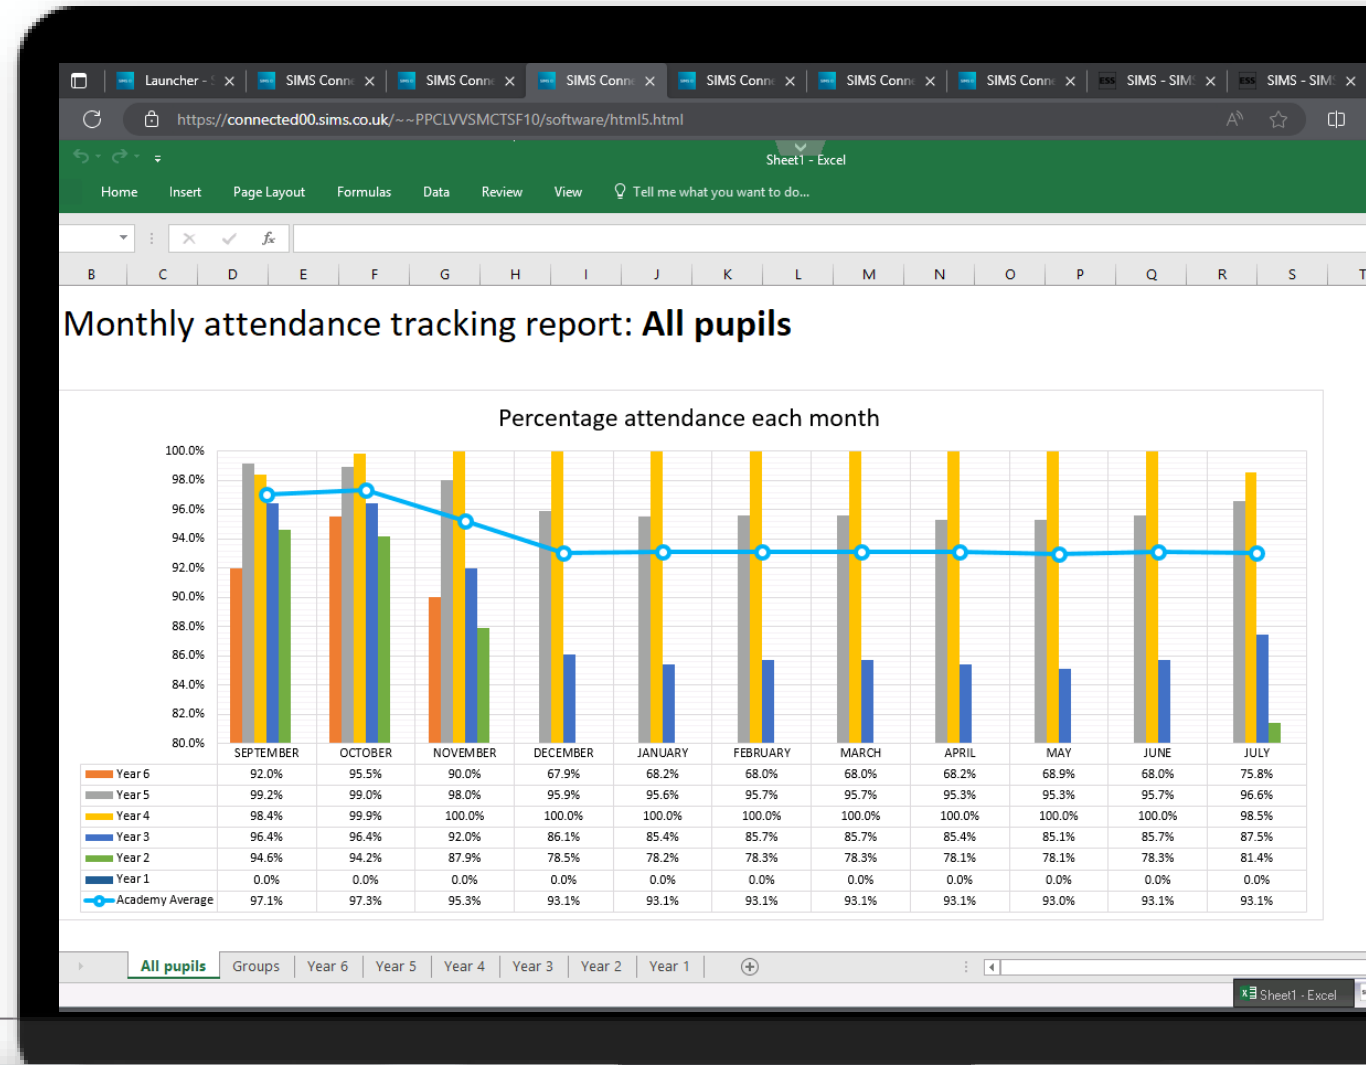 Launcher - S
SIMS Conne
SIMS Conne
SIMS Conne
SIMS Conne
SIMS Conn
SIMS Conne
SIMS - SIMS
SIMS - SIMS
https://connected00.sims.co.uk/~~PPCLVVSMCTSF10/software/html5.html
Sheet1 - Excel
Home Insert Page Layout Formulas Data Review View Tell me what you want to do...
fx
B C D E F G H I J K L M N O P Q R S T
Monthly attendance tracking report: All pupils
Percentage attendance each month
100.0%
98.0%
96.0%
94.0%
92.0%
90.0%
88.0%
86.0%
84.0%
82.0%
80.0%
SEPTEMBER OCTOBER NOVEMBER DECEMBER JANUARY FEBRUARY MARCH APRIL MAY JUNE JULY
Year 6 92.0% 95.5% 90.0% 67.9% 68.2% 68.0% 68.0% 68.2% 68.9% 68.0% 75.8%
Year 5 99.2% 99.0% 98.0% 95.9% 95.6% 95.7% 95.7% 95.3% 95.3% 95.7% 96.6%
Year 4 98.4% 99.9% 100.0% 100.0% 100.0% 100.0% 100.0% 100.0% 100.0% 100.0% 98.5%
Year 3 96.4% 96.4% 92.0% 86.1% 85.4% 85.7% 85.7% 85.4% 85.1% 85.7% 87.5%
Year 2 94.6% 94.2% 87.9% 78.5% 78.2% 78.3% 78.3% 78.1% 78.1% 78.3% 81.4%
Year 1 0.0% 0.0% 0.0% 0.0% 0.0% 0.0% 0.0% 0.0% 0.0% 0.0% 0.0%
Academy Average 97.1% 97.3% 95.3% 93.1% 93.1% 93.1% 93.1% 93.1% 93.0% 93.1% 93.1%
All pupils Groups Year 6 Year 5 Year 4 Year 3 Year 2 Year 1
Sheet1 - Excel